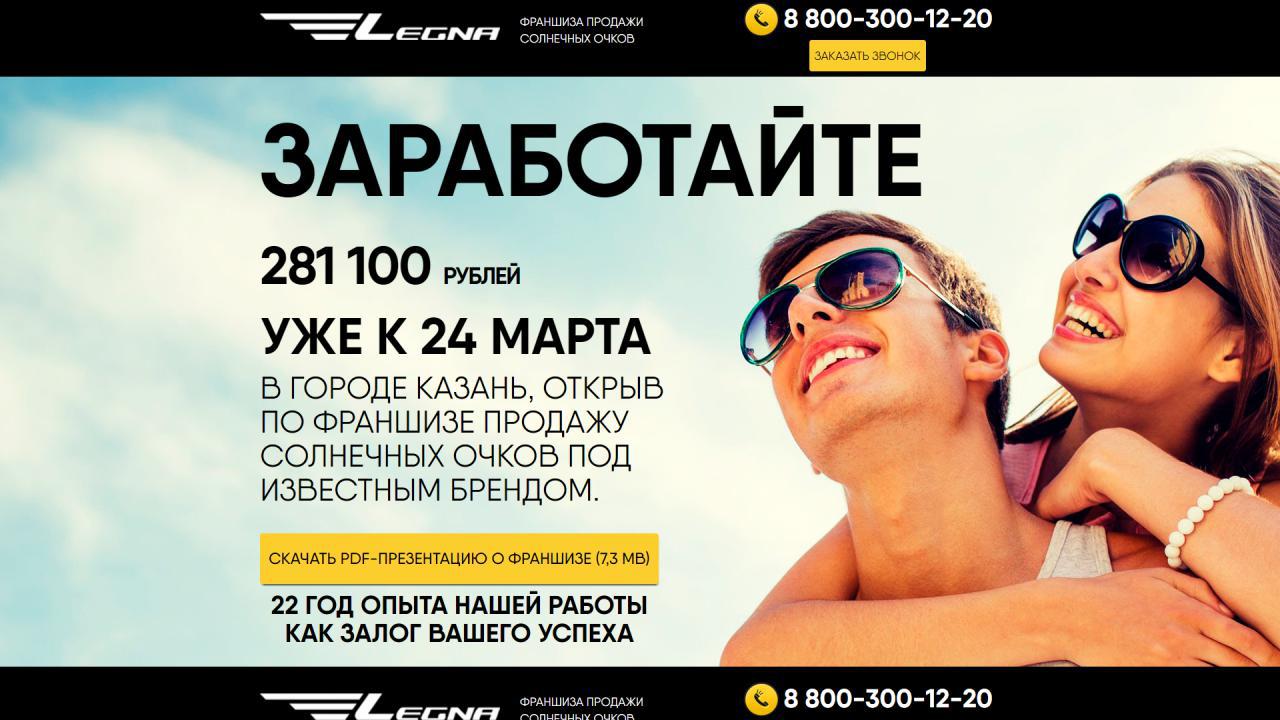 LEGNA
ФРАНШИЗА ПРОДАЖИ
СОЛНЕЧНЫХ ОЧКОВ
8 800-300-12-20
ЗАКАЗАТЬ ЗВОНОК
ЗАРАБОТАЙТЕ
281 100 РУБЛЕЙ
УЖЕ К 24 МАРТА
В ГОРОДЕ КАЗАНЬ, ОТКРЫВ
ПО ФРАНШИЗЕ ПРОДАЖУ
СОЛНЕЧНЫХ ОЧКОВ ПОД
ИЗВЕСТНЫМ БРЕНДОМ.
СКАЧАТЬ PDF-ПРЕЗЕНТАЦИЮ О ФРАНШИЗЕ (7,3 MB)
22 ГОД ОПЫТА НАШЕЙ РАБОТЫ
КАК ЗАЛОГ ВАШЕГО УСПЕХА
LEGNA
ФРАНШИЗА ПРОДАЖИ
СОЛНЕЧНЫХ ОЧКОВ
8 800-300-12-20